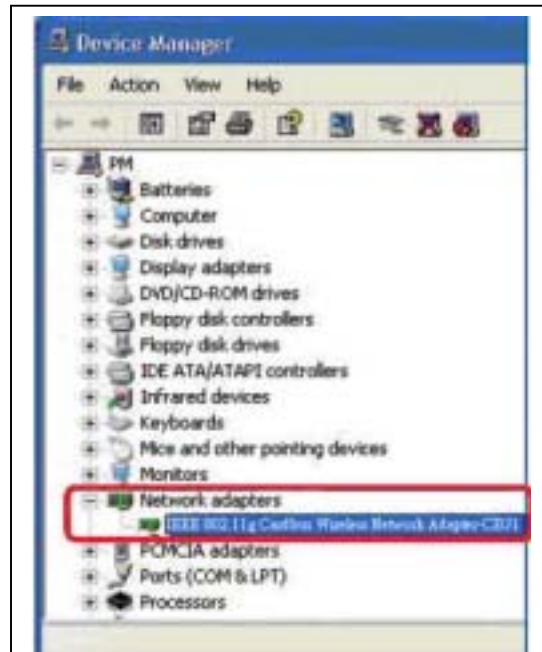 Device Manager
File Action View Help
PM
Batteries
Computer
Disk drives
Display adapters
DVD/CD-ROM drives
Floppy disk controllers
Floppy disk drives
IDE ATA/ATAPI controllers
Infrared devices
Keyboards
Mice and other pointing devices
Monitors
Network adapters
IEEE 802.11g CardBus Wireless Network Adapter
PCMCIA adapters
Ports (COM & LPT)
Processors